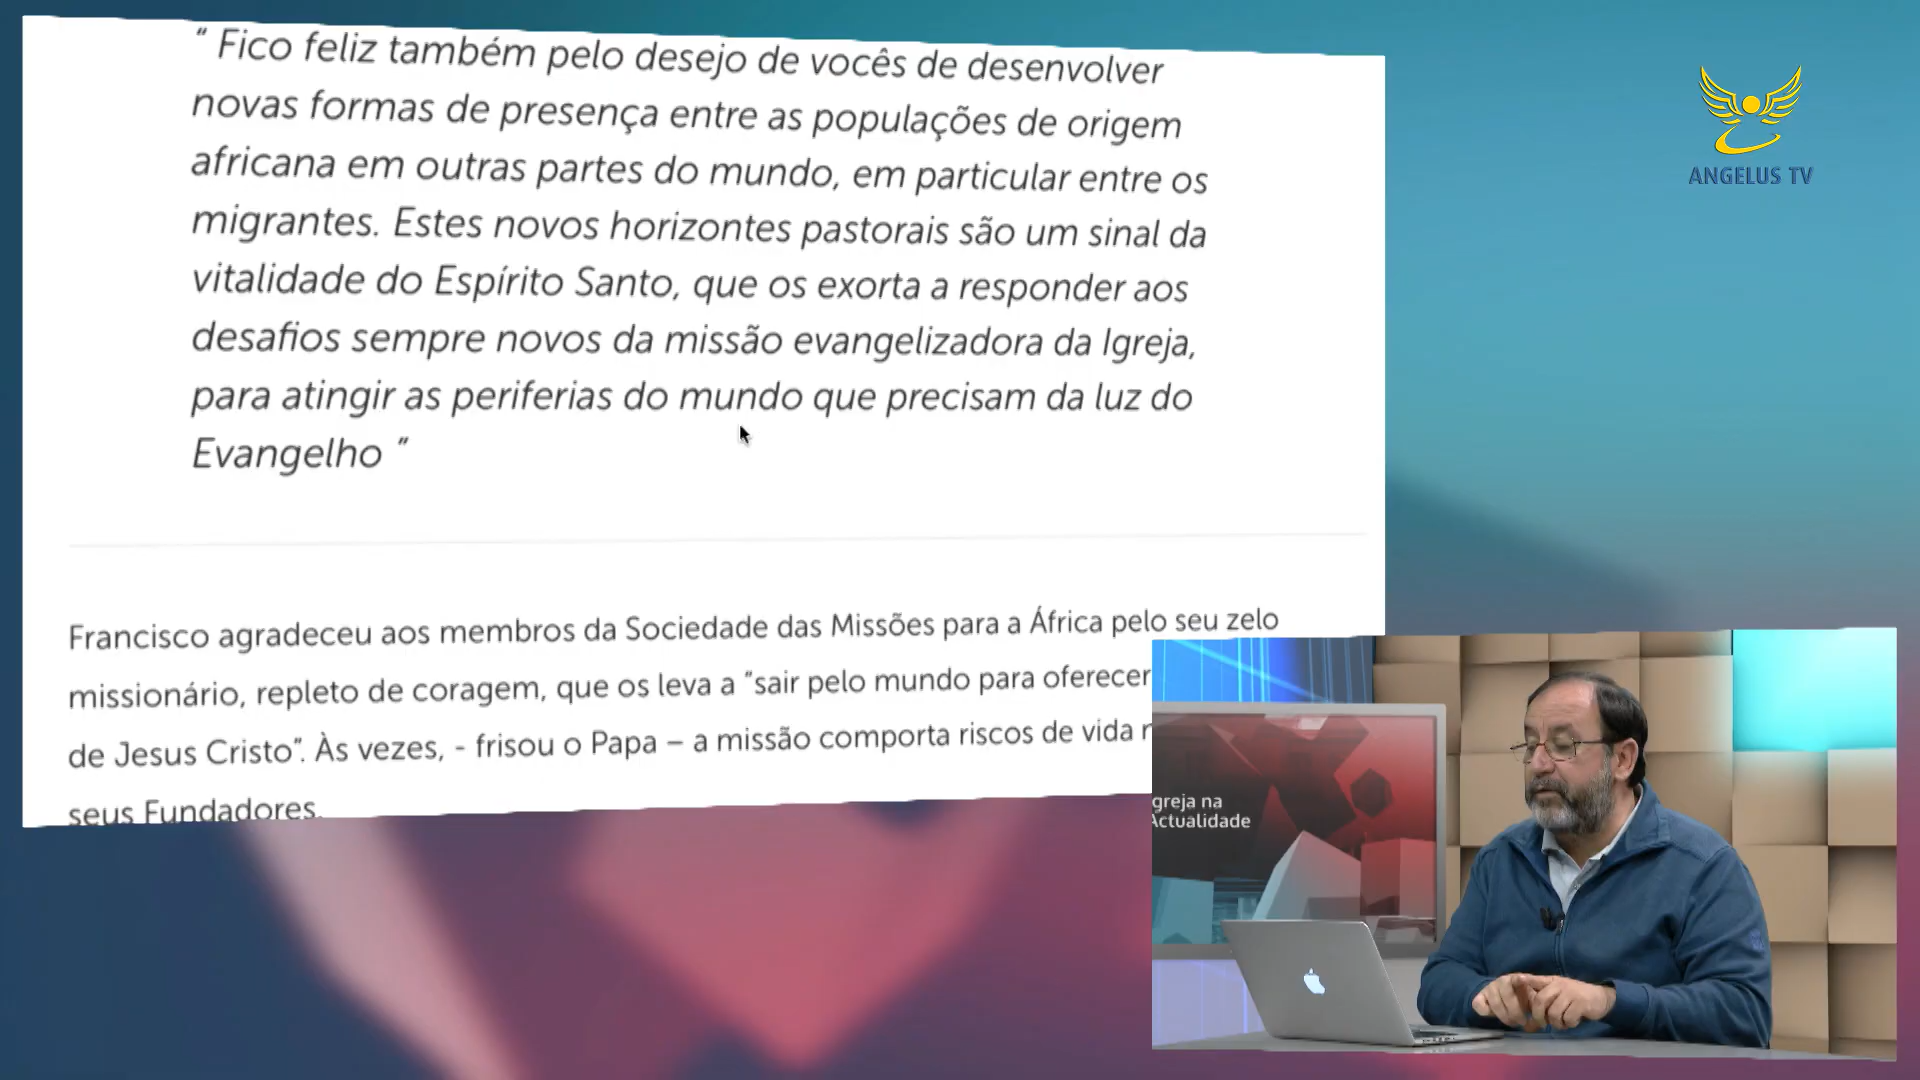 “ Fico feliz também pelo desejo de vocês de desenvolver
novas formas de presença entre as populações de origem
africana em outras partes do mundo, em particular entre os
migrantes. Estes novos horizontes pastorais são um sinal da
vitalidade do Espírito Santo, que os exorta a responder aos
desafios sempre novos da missão evangelizadora da Igreja,
para atingir as periferias do mundo que precisam da luz do
Evangelho ”
Francisco agradeceu aos membros da Sociedade das Missões para a África pelo seu zelo
missionário, repleto de coragem, que os leva a “sair pelo mundo para oferecer
de Jesus Cristo”. Às vezes, - frisou o Papa – a missão comporta riscos de vida
seus Fundadores.
ANGELUS TV
greja na
Actualidade